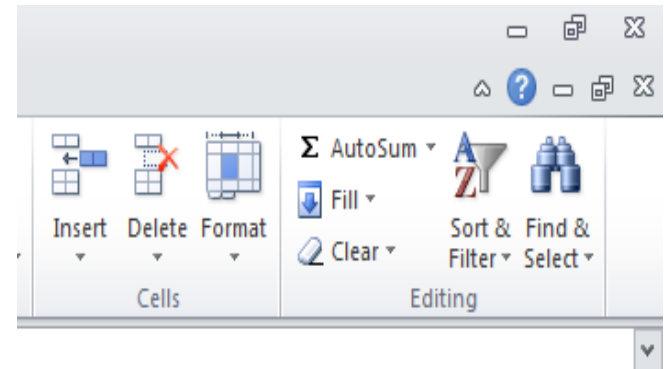 ?
Σ AutoSum
A
Z
Fill
Insert Delete Format
Sort & Find &
Clear
Filter Select
Cells
Editing